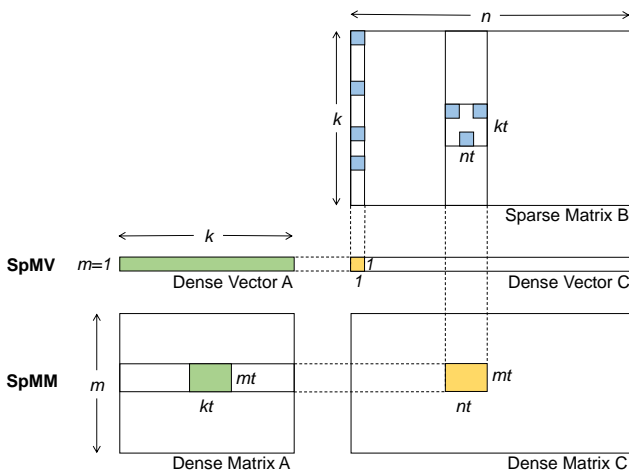 n
k
kt
nt
Sparse Matrix B
k
SpMV
m=1
1
1
Dense Vector A
Dense Vector C
SpMM
m
mt
kt
mt
nt
Dense Matrix A
Dense Matrix C